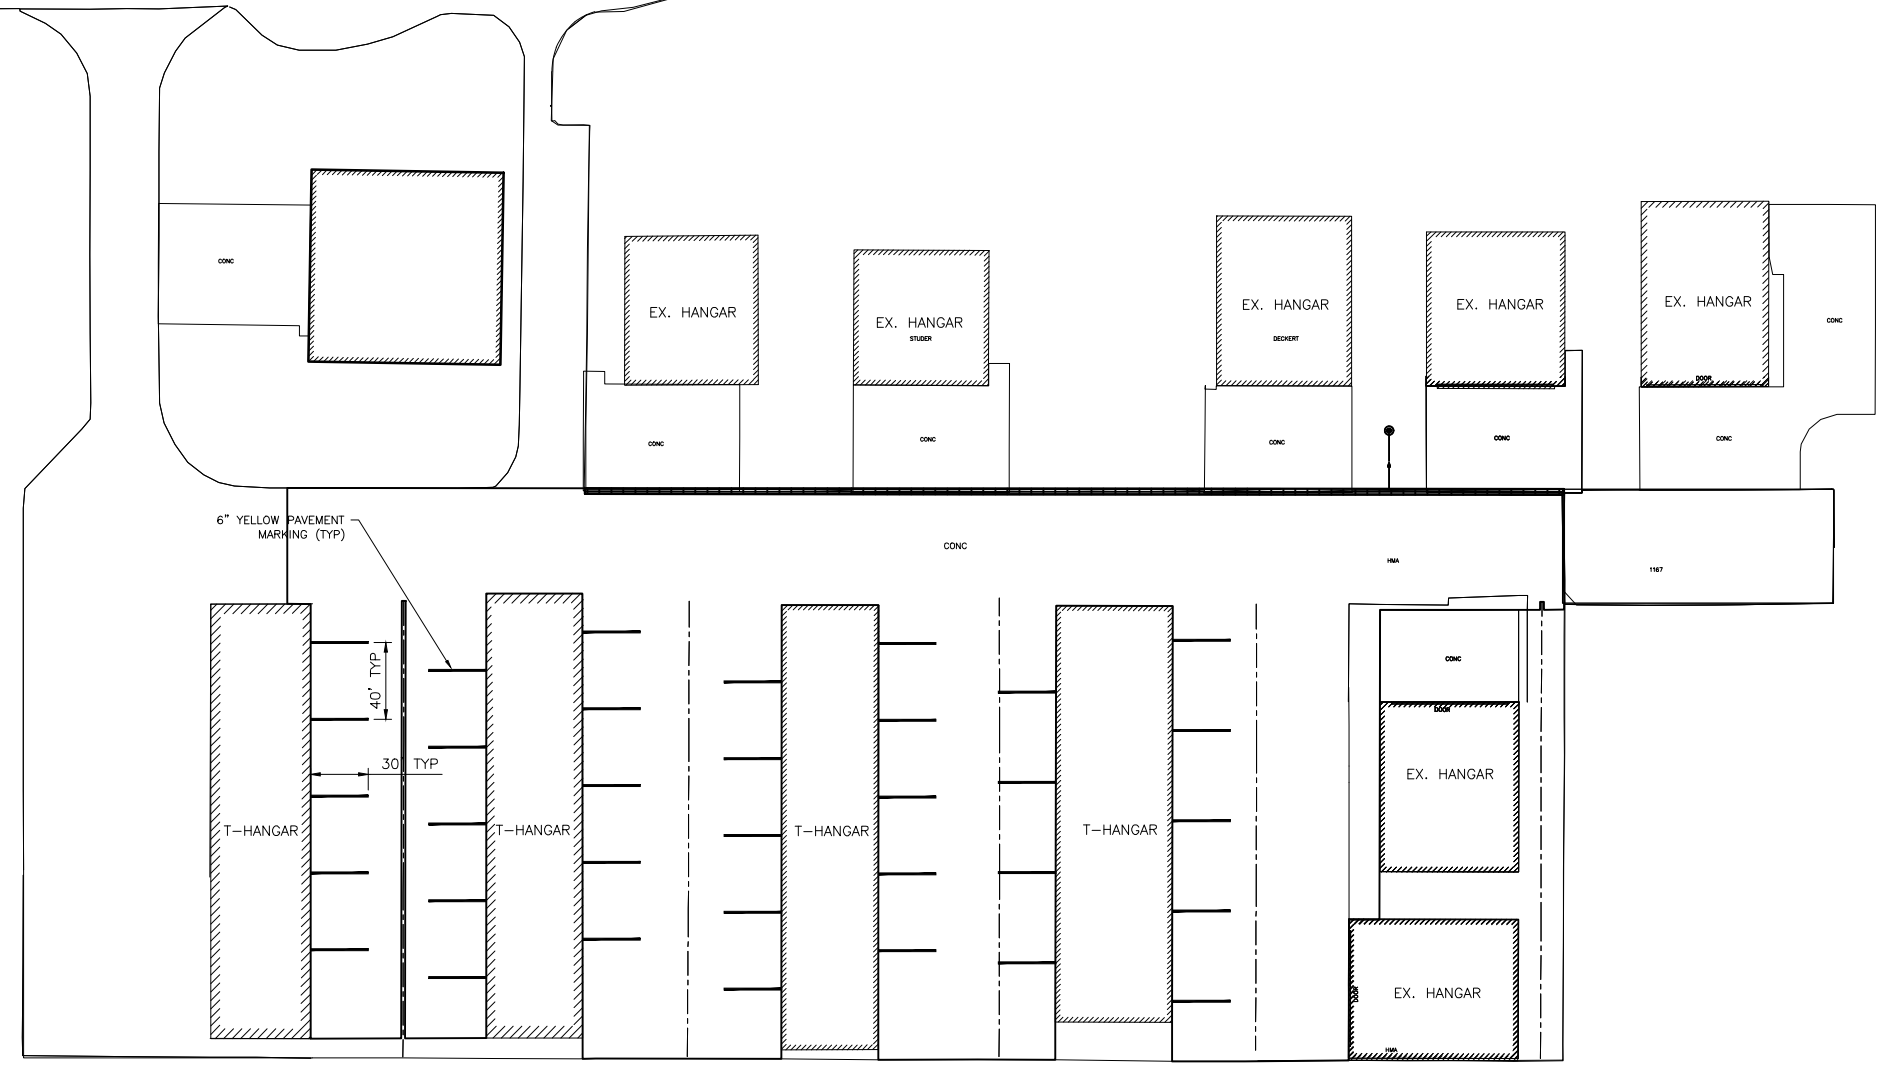 CONC
EX. HANGAR
EX. HANGAR
STUDER
EX. HANGAR
DECKERT
EX. HANGAR
EX. HANGAR
DOOR
CONC
CONC
CONC
CONC
CONC
CONC
6" YELLOW PAVEMENT
MARKING (TYP)
CONC
HMA
1167
40' TYP
30' TYP
CONC
DOOR
EX. HANGAR
T-HANGAR
T-HANGAR
T-HANGAR
T-HANGAR
DOOR
EX. HANGAR
HMA